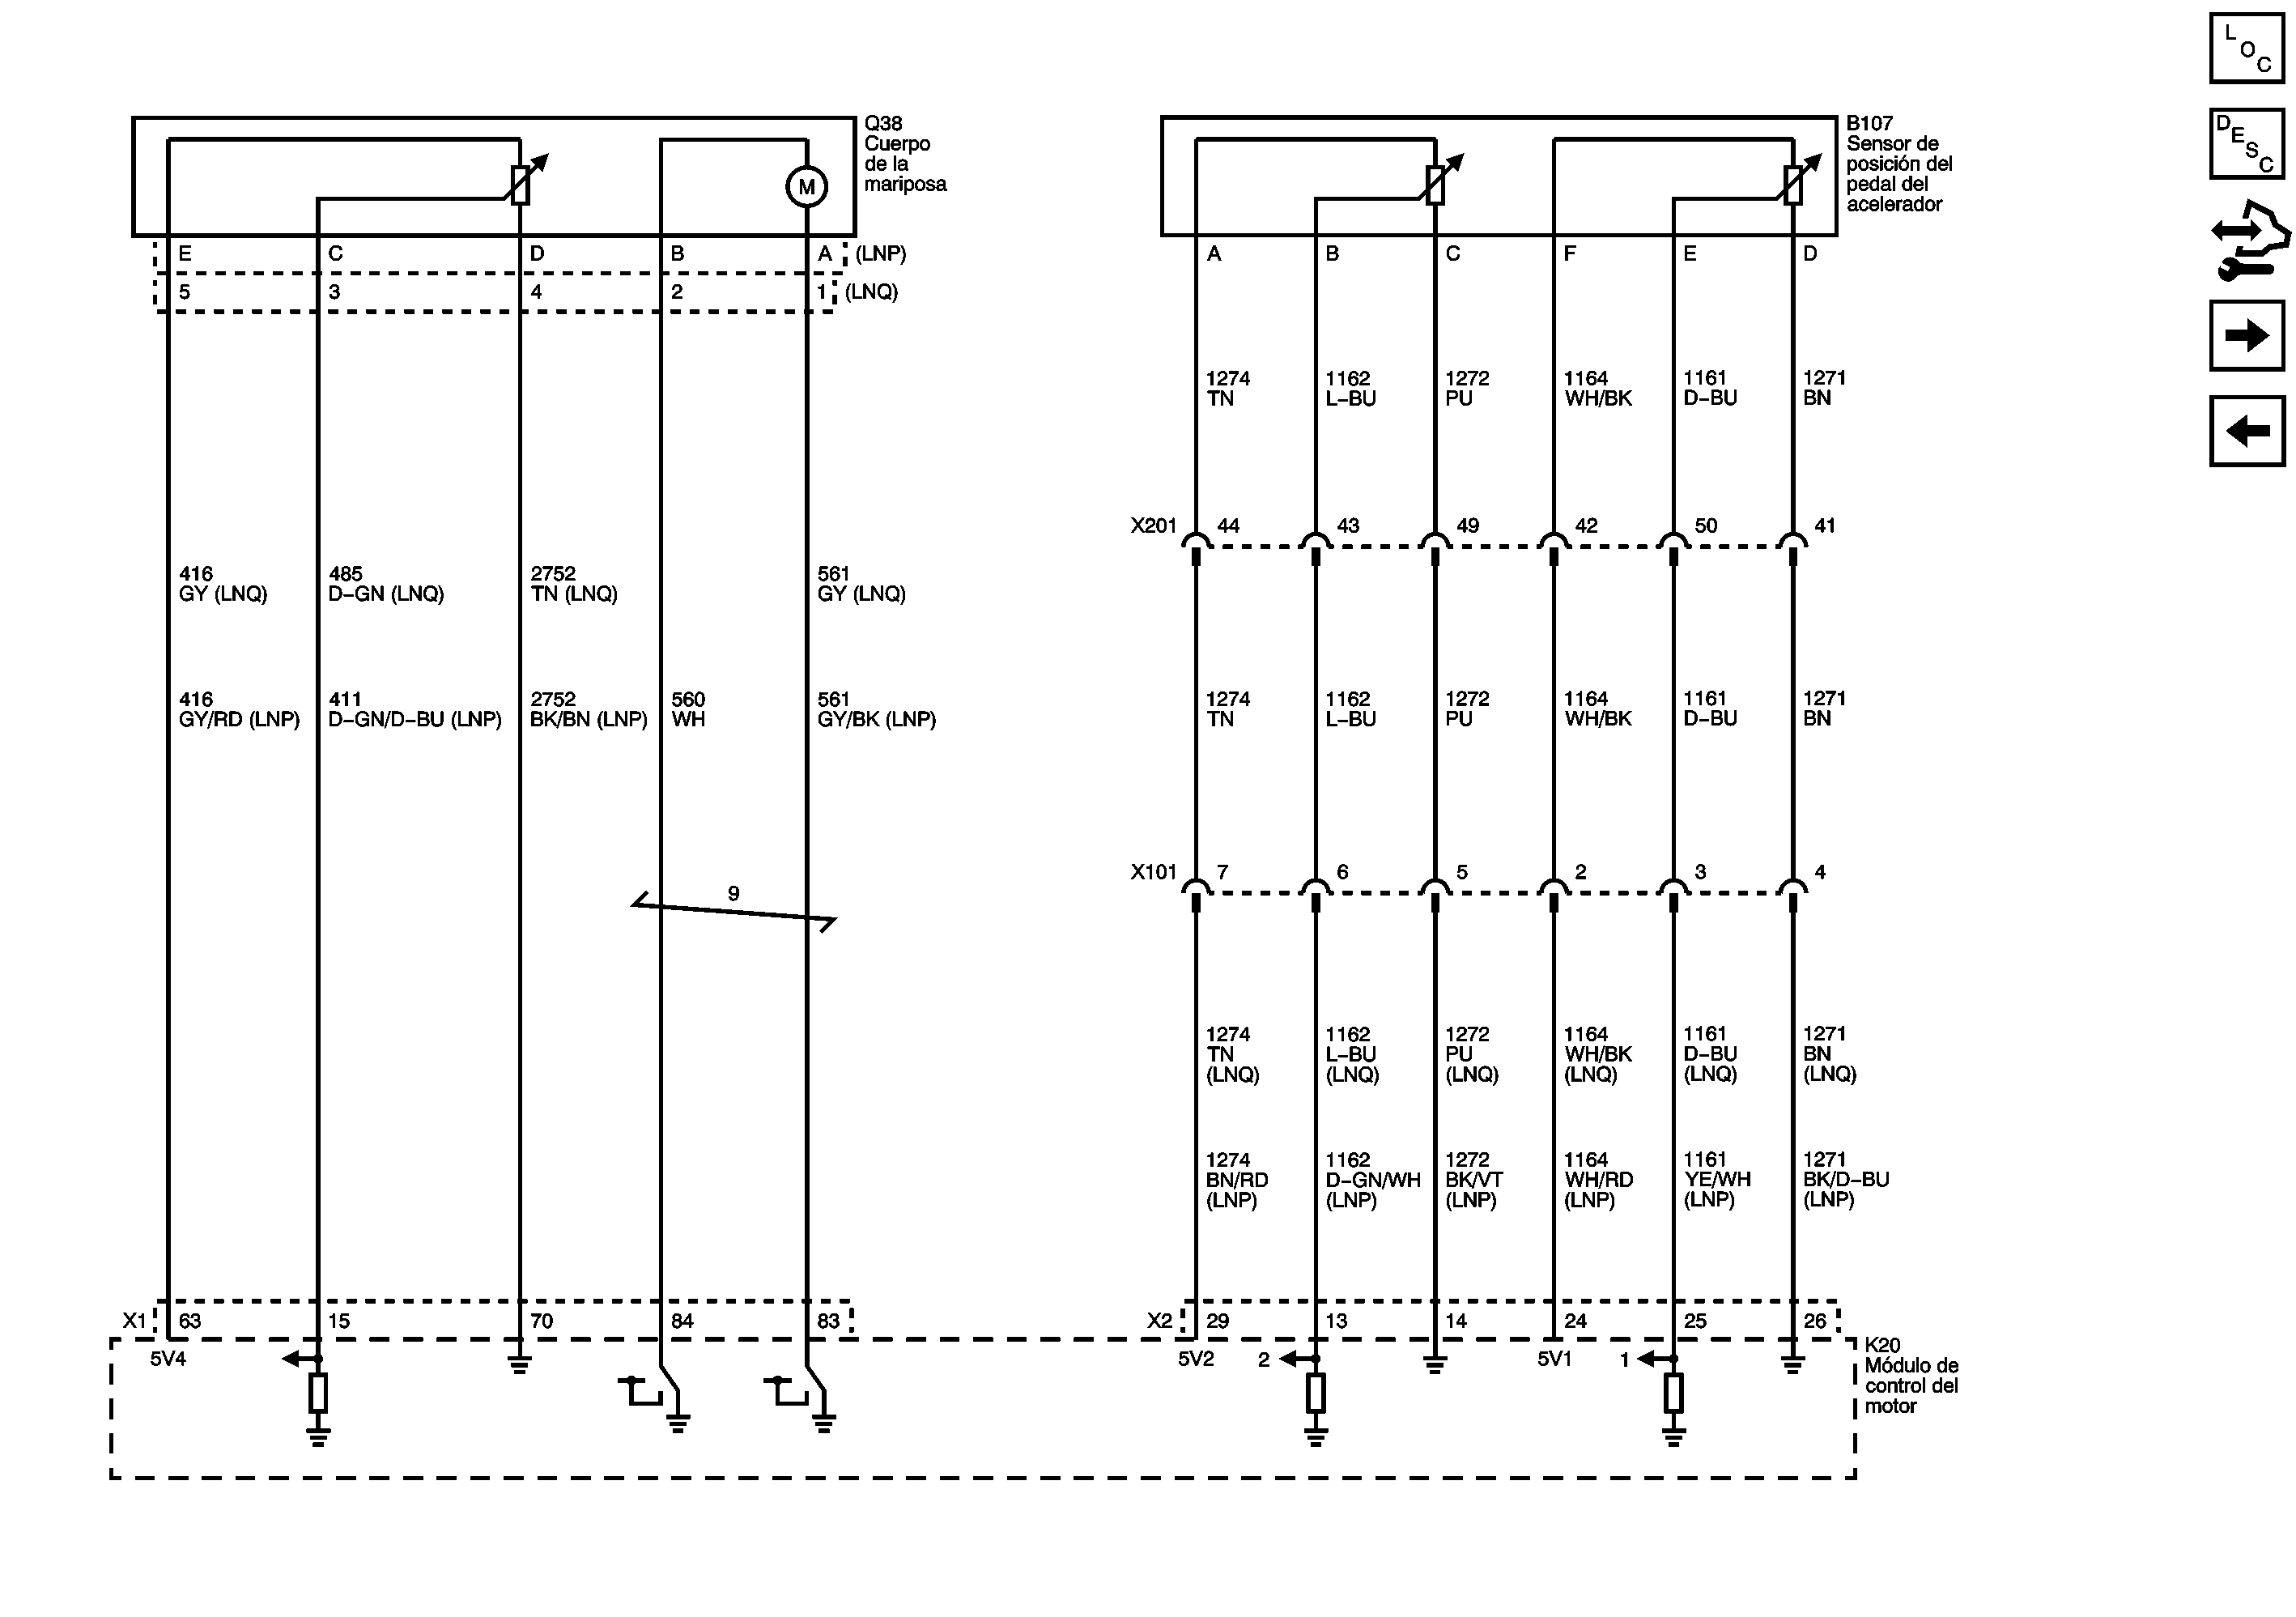 L
O
C
D
E
S
C
Q38
Cuerpo
de la
mariposa
M
E C D B A (LNP)
5 3 4 2 1 (LNQ)
416
GY (LNQ)
485
D–GN (LNQ)
2752
TN (LNQ)
561
GY (LNQ)
416
GY/RD (LNP)
411
D–GN/D–BU (LNP)
2752
BK/BN (LNP)
560
WH
561
GY/BK (LNP)
9
X1 63 15 70 84 83
5V4
B107
Sensor de
posición del
pedal del
acelerador
A B C F E D
1274
TN
1162
L–BU
1272
PU
1164
WH/BK
1161
D–BU
1271
BN
X201 44 43 49 42 50 41
1274
TN
1162
L–BU
1272
PU
1164
WH/BK
1161
D–BU
1271
BN
X101 7 6 5 2 3 4
1274
TN
(LNQ)
1162
L–BU
(LNQ)
1272
PU
(LNQ)
1164
WH/BK
(LNQ)
1161
D–BU
(LNQ)
1271
BN
(LNQ)
1274
BN/RD
(LNP)
1162
D–GN/WH
(LNP)
1272
BK/VT
(LNP)
1164
WH/RD
(LNP)
1161
YE/WH
(LNP)
1271
BK/D–BU
(LNP)
X2 29 13 14 24 25 26
5V2 2 5V1 1
K20
Módulo de
control del
motor